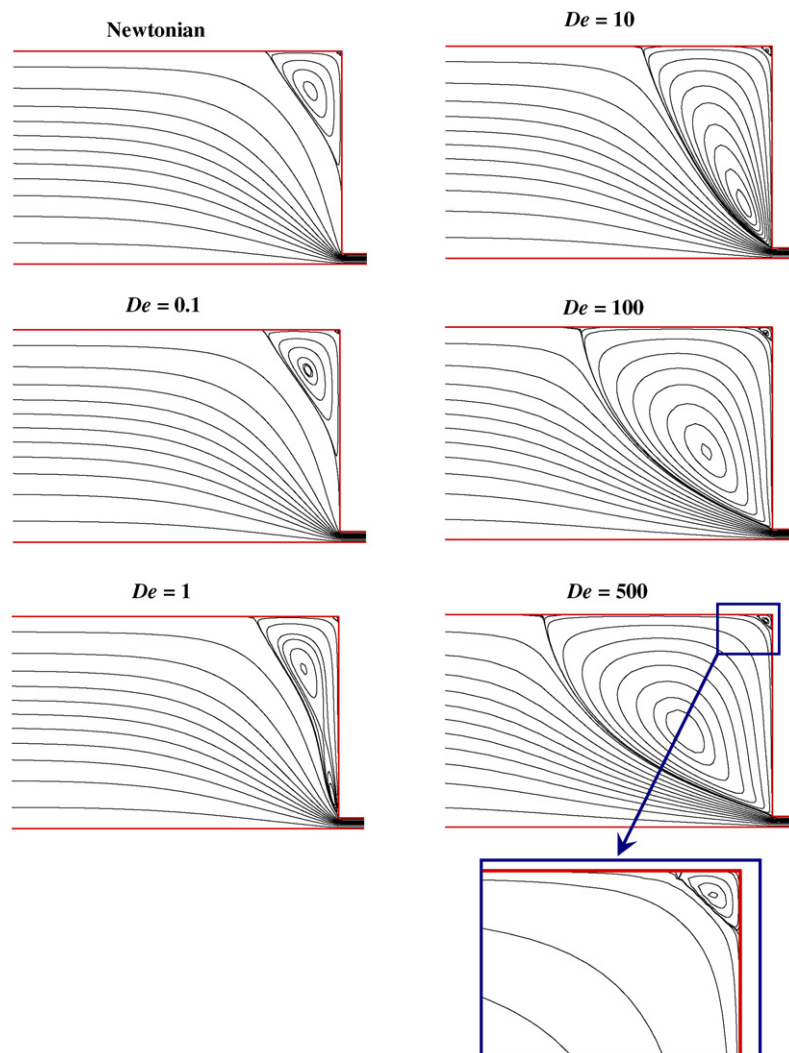 Newtonian
De = 10
De = 0.1
De = 100
De = 1
De = 500